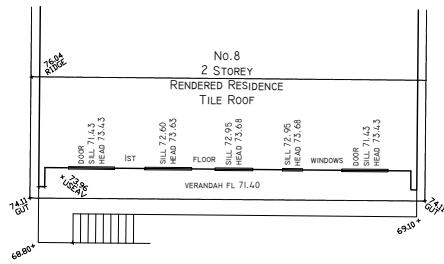 No.8
2 STOREY
RENDERED RESIDENCE
TILE ROOF
76.04
RIDGE
DOOR
SILL 71.43
HEAD 73.43
1ST
SILL 72.60
HEAD 73.63
FLOOR
SILL 72.95
HEAD 73.68
SILL 72.95
HEAD 73.68
WINDOWS
DOOR
SILL 71.43
HEAD 73.43
73.96
USEAV
VERANDAH FL 71.40
74.11
GUT
74.11
GUT
68.80
69.10